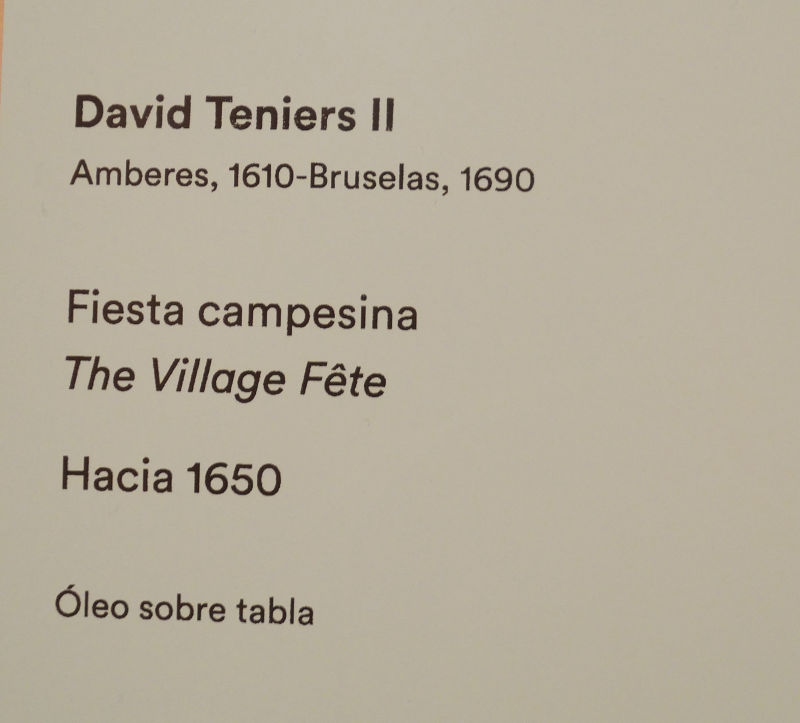 David Teniers II
Amberes, 1610-Bruselas, 1690
Fiesta campesina
The Village Fête
Hacia 1650
Óleo sobre tabla